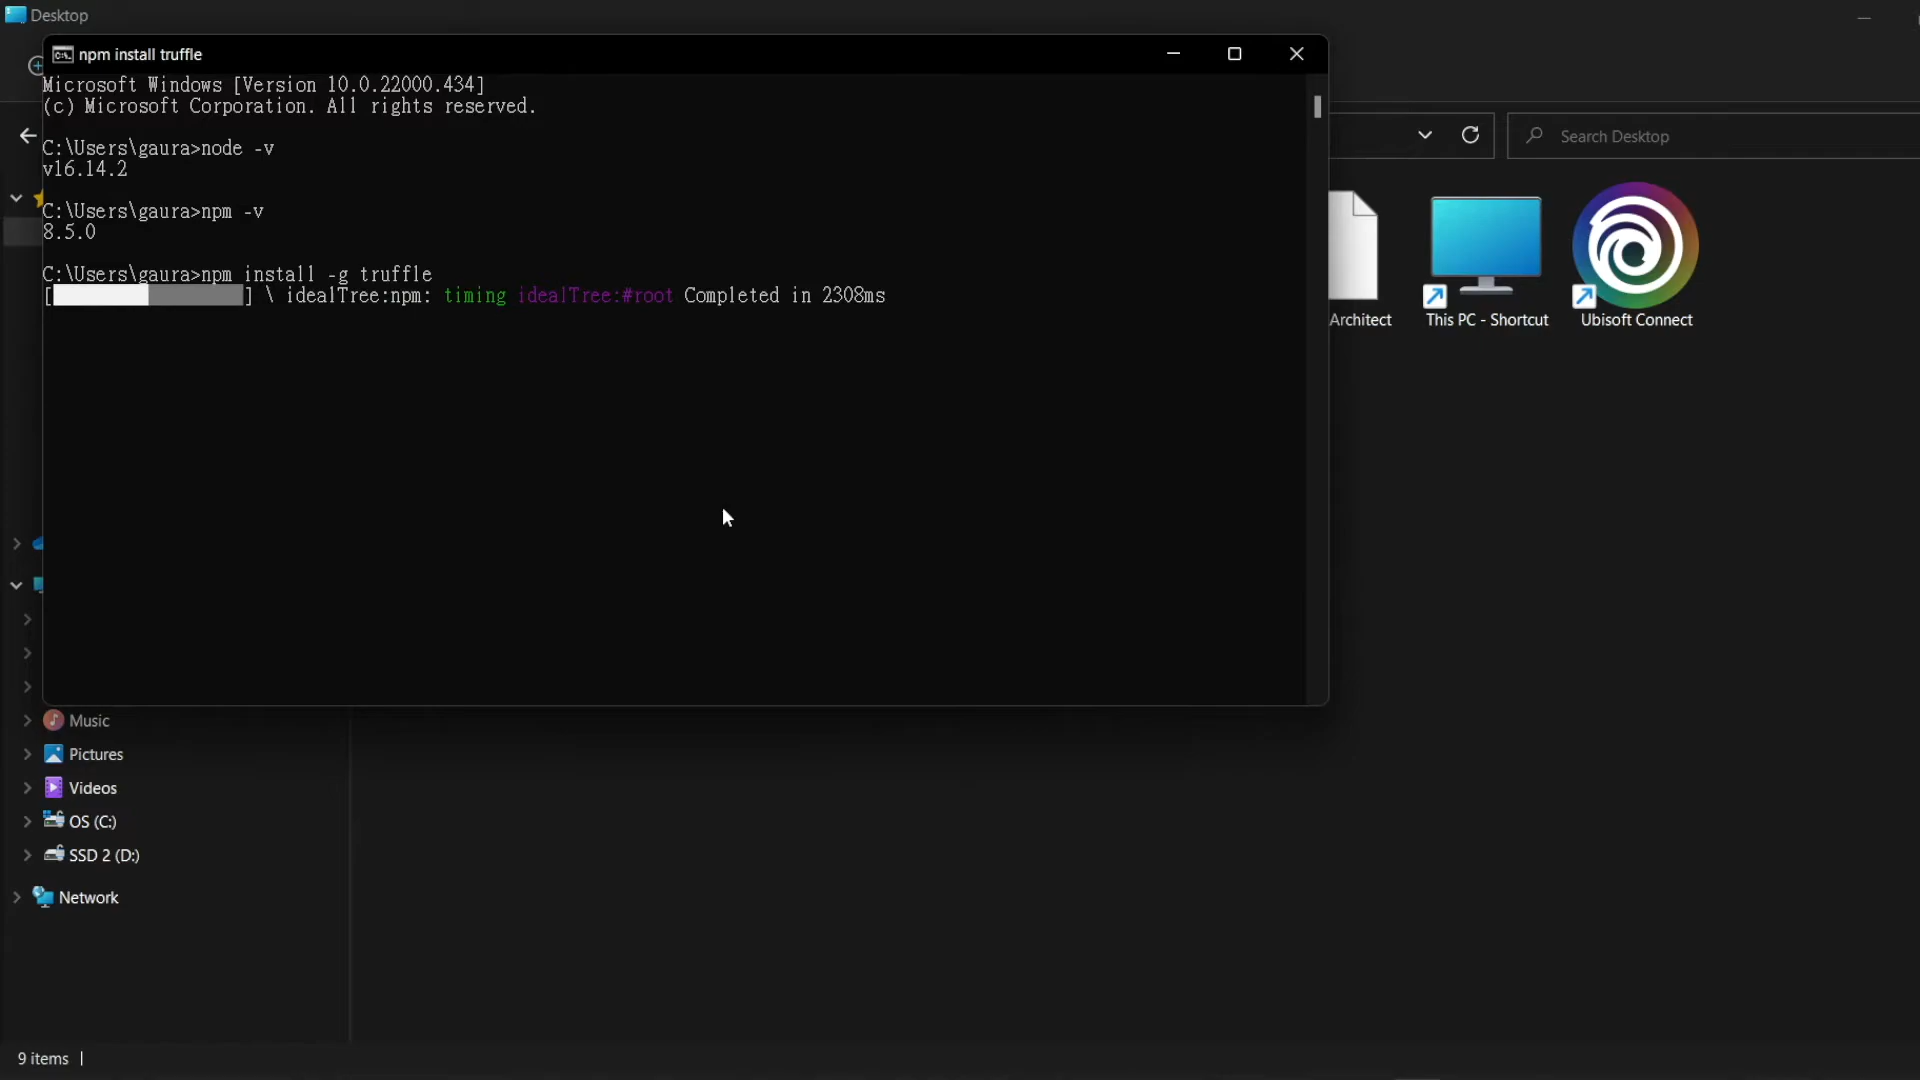 Desktop
npm install truffle
Microsoft Windows [Version 10.0.22000.434]
(c) Microsoft Corporation. All rights reserved.
C:\Users\gaura>node -v
v16.14.2
C:\Users\gaura>npm -v
8.5.0
C:\Users\gaura>npm install -g truffle
[ ] \ idealTree:npm: timing idealTree:#root Completed in 2308ms
Search Desktop
Architect
This PC - Shortcut
Ubisoft Connect
Music
Pictures
Videos
OS (C:)
SSD 2 (D:)
Network
9 items